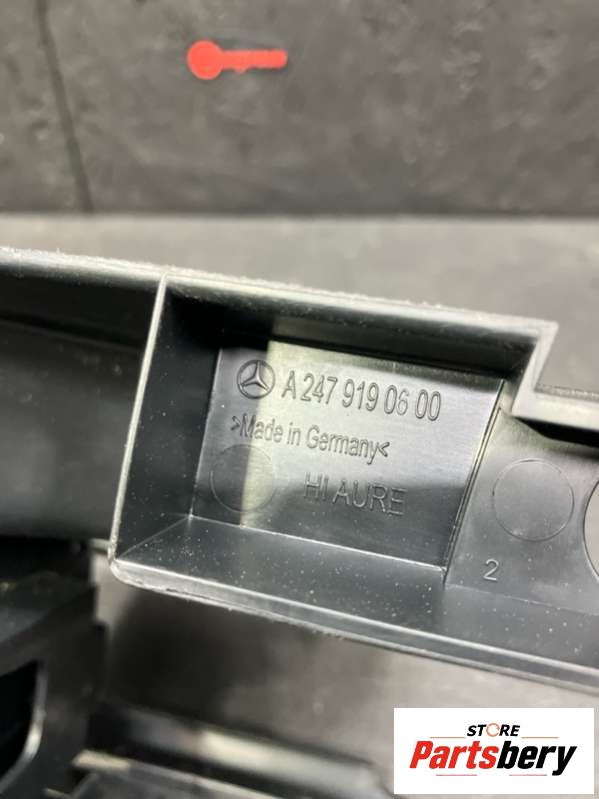 A 247 919 06 00
>Made in Germany<
HI AURE
2
STORE
Partsbery